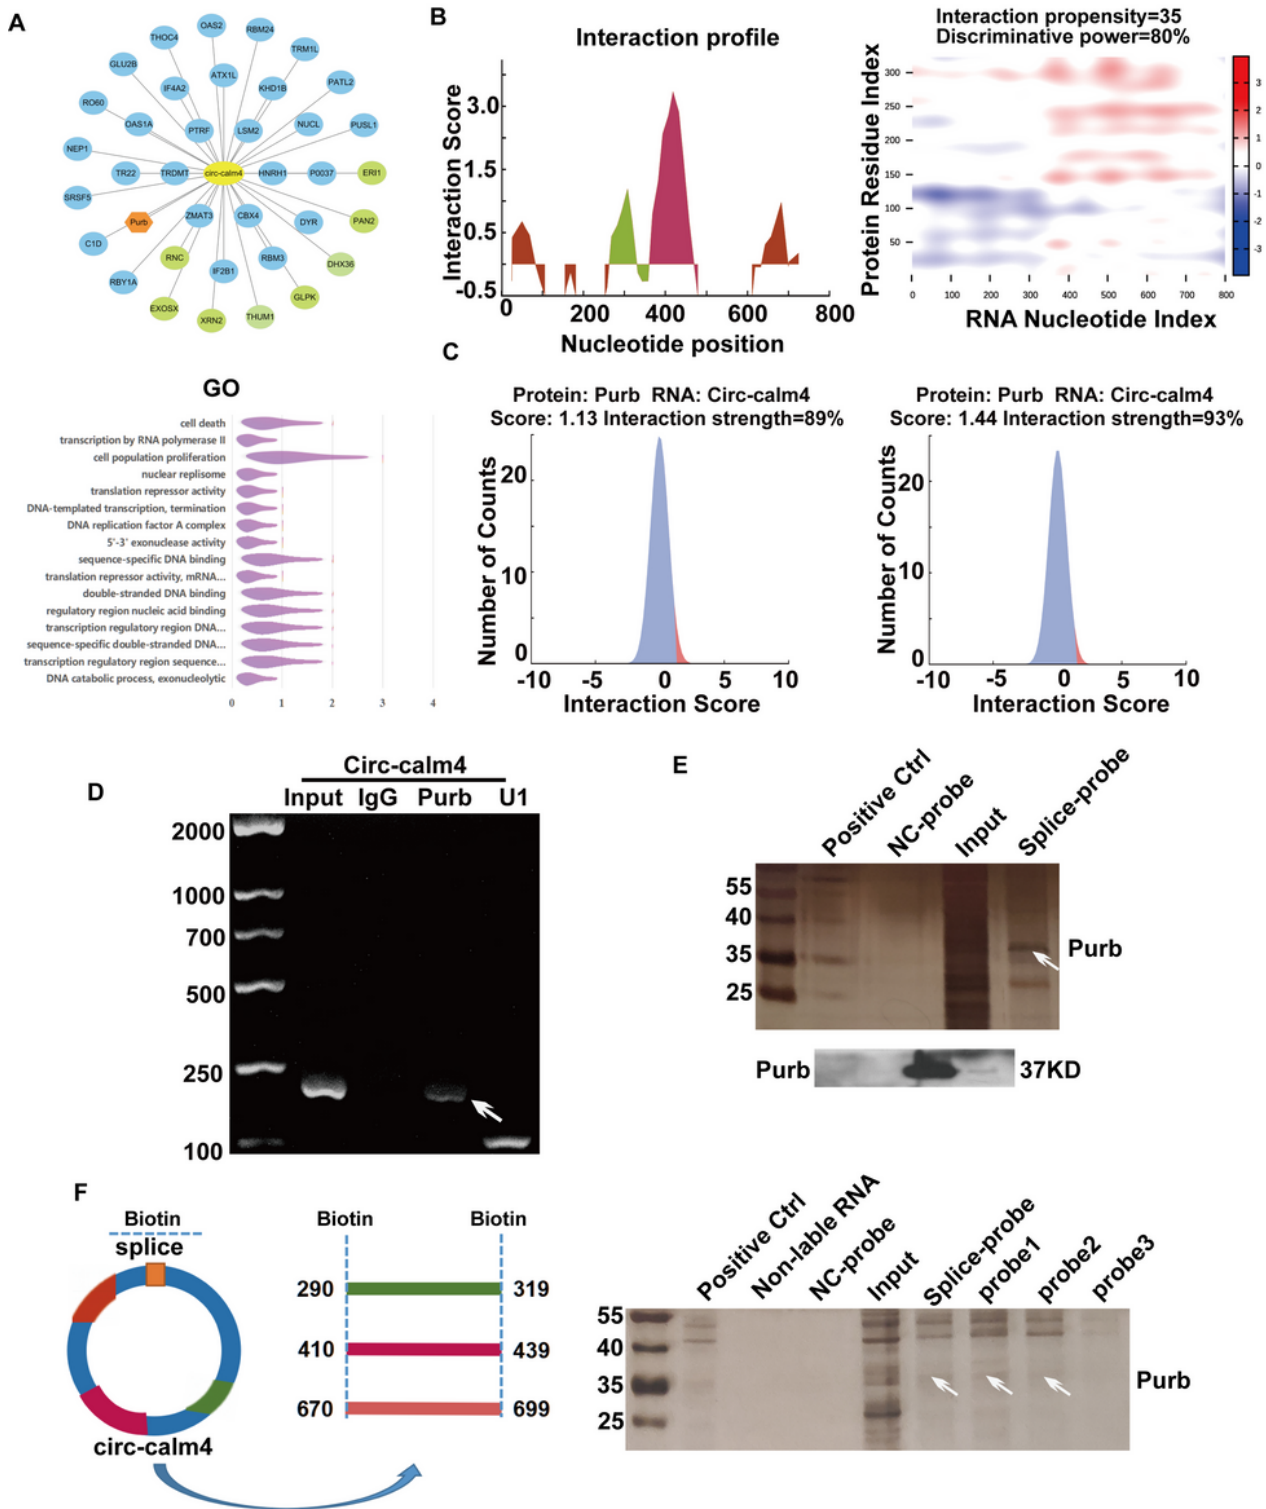 A
OAS2
RBM24
THOC4
TRM1L
GLU2B
ATX1L
PATL2
IF4A2
KHD1B
RO60
OAS1A
PTRF
LSM2
NUCL
PUSL1
NEP1
TR22
TRDMT
circ-calm4
HNRH1
P0037
ERI1
SRSF5
Purb
ZMAT3
CBX4
DYR
PAN2
C1D
RNC
IF2B1
RBM3
DHX36
RBY1A
EXOSX
XRN2
THUM1
GLPK
GO
cell death
transcription by RNA polymerase II
cell population proliferation
nuclear replisome
translation repressor activity
DNA-templated transcription, termination
DNA replication factor A complex
5'-3' exonuclease activity
sequence-specific DNA binding
translation repressor activity, mRNA...
double-stranded DNA binding
regulatory region nucleic acid binding
transcription regulatory region DNA...
sequence-specific double-stranded DNA...
transcription regulatory region sequence...
DNA catabolic process, exonucleolytic
0 1 2 3 4
B
Interaction profile
Interaction Score
3.0
1.5
0.5
-0.5
0 200 400 600 800
Nucleotide position
Interaction propensity=35
Discriminative power=80%
Protein Residue Index
300
250
200
150
100
50
0 100 200 300 400 500 600 700 800
RNA Nucleotide Index
3
2
1
0
-1
-2
-3
C
Protein: Purb RNA: Circ-calm4
Score: 1.13 Interaction strength=89%
Number of Counts
20
10
0
-10 -5 0 5 10
Interaction Score
Protein: Purb RNA: Circ-calm4
Score: 1.44 Interaction strength=93%
Number of Counts
20
10
0
-10 -5 0 5 10
Interaction Score
D
Circ-calm4
Input IgG Purb U1
2000
1000
700
500
250
100
E
Positive Ctrl
NC-probe
Input
Splice-probe
55
40
35
25
Purb
Purb
37KD
F
Biotin
splice
circ-calm4
Biotin Biotin
290 319
410 439
670 699
Positive Ctrl
Non-lable RNA
NC-probe
Input
Splice-probe
probe1
probe2
probe3
55
40
35
25
Purb